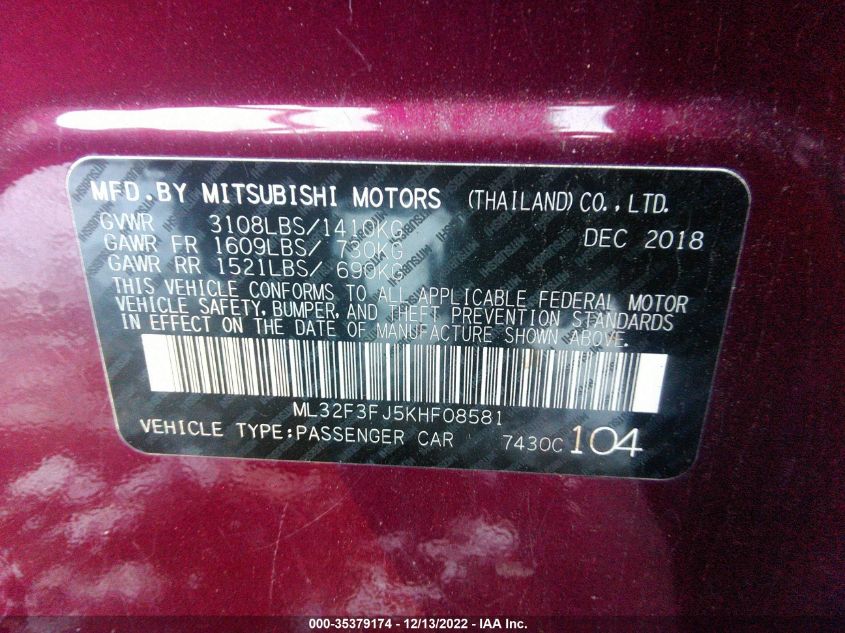 MFD. BY MITSUBISHI MOTORS (THAILAND) CO., LTD.
GVWR 3108LBS/1410KG DEC 2018
GAWR FR 1609LBS/ 730KG
GAWR RR 1521LBS/ 690KG
THIS VEHICLE CONFORMS TO ALL APPLICABLE FEDERAL MOTOR
VEHICLE SAFETY, BUMPER, AND THEFT PREVENTION STANDARDS
IN EFFECT ON THE DATE OF MANUFACTURE SHOWN ABOVE.
ML32F3FJ5KHF08581
VEHICLE TYPE:PASSENGER CAR 7430C 104
000-35379174 - 12/13/2022 - IAA Inc.